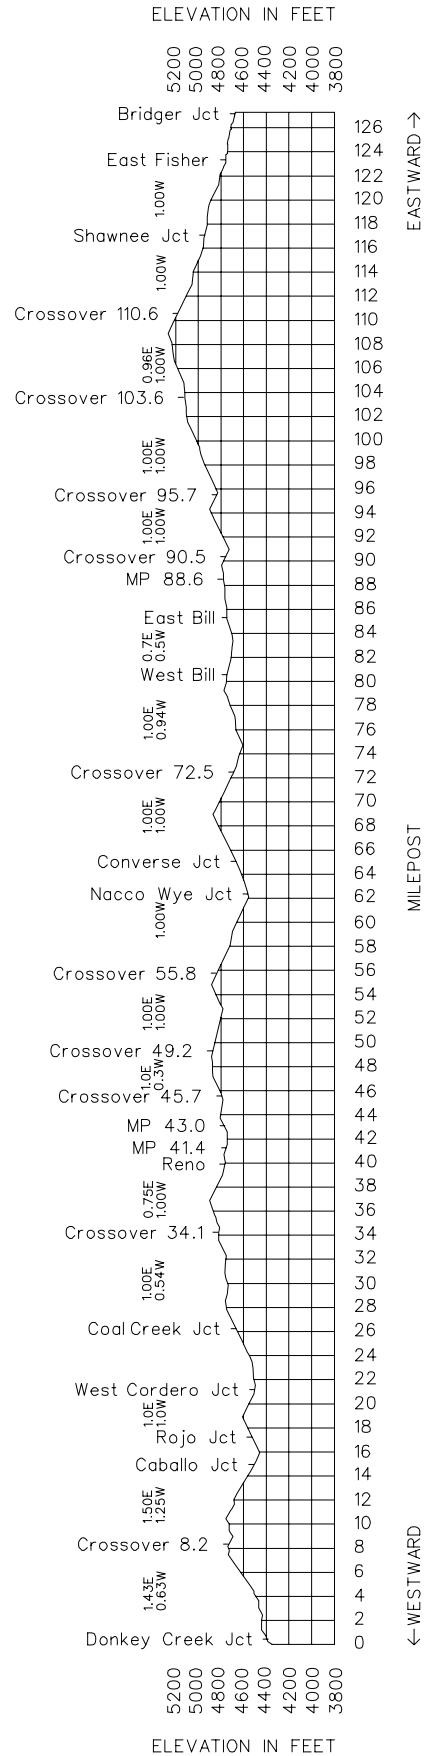 ELEVATION IN FEET
5200 5000 4800 4600 4400 4200 4000 3800
Bridger Jct
126
EASTWARD →
124
East Fisher
122
1.00W
120
118
Shawnee Jct
116
1.00W
114
112
Crossover 110.6
110
108
0.96E
1.00W
106
104
Crossover 103.6
102
100
1.00E
1.00W
98
96
Crossover 95.7
94
1.00E
1.00W
92
Crossover 90.5
90
MP 88.6
88
86
East Bill
84
0.7E
0.5W
82
West Bill
80
78
1.00E
0.94W
76
74
Crossover 72.5
72
70
1.00E
1.00W
68
MILEPOST
66
Converse Jct
64
Nacco Wye Jct
62
1.00W
60
58
Crossover 55.8
56
54
1.00E
1.00W
52
50
Crossover 49.2
48
1.0E
0.3W
46
Crossover 45.7
44
MP 43.0
42
MP 41.4
Reno
40
38
0.75E
1.00W
36
Crossover 34.1
34
32
1.00E
0.54W
30
28
Coal Creek Jct
26
24
22
West Cordero Jct
20
1.0E
1.0W
18
Rojo Jct
16
Caballo Jct
14
1.50E
1.25W
12
10
Crossover 8.2
8
6
1.43E
0.63W
4
2
Donkey Creek Jct
0
← WESTWARD
5200 5000 4800 4600 4400 4200 4000 3800
ELEVATION IN FEET